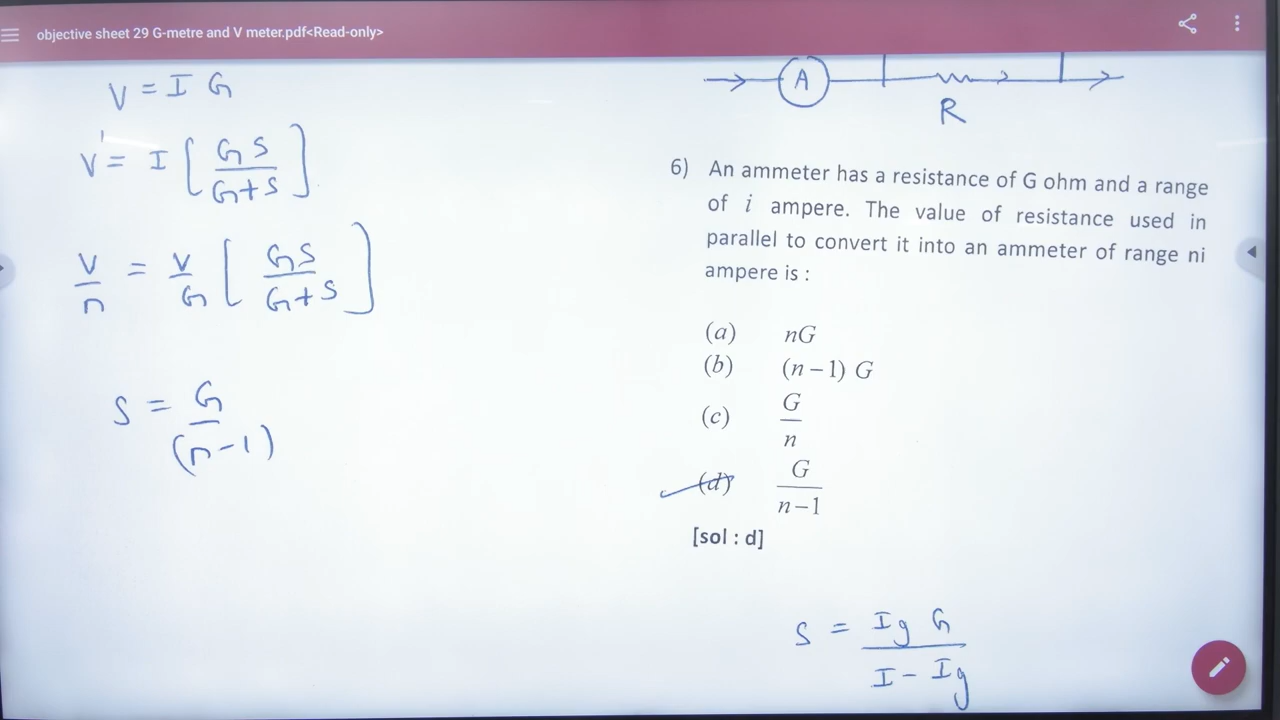 objective sheet 29 G-metre and V meter.pdf<Read-only>
V = I G
V' = I [ G S / G + S ]
V / n = V / G [ G S / G + S ]
S = G / (n - 1)
A
R
6) An ammeter has a resistance of G ohm and a range
of i ampere. The value of resistance used in
parallel to convert it into an ammeter of range ni
ampere is :
(a) nG
(b) (n – 1) G
(c) G / n
(d) G / n – 1
[sol : d]
S = Ig G / I - Ig